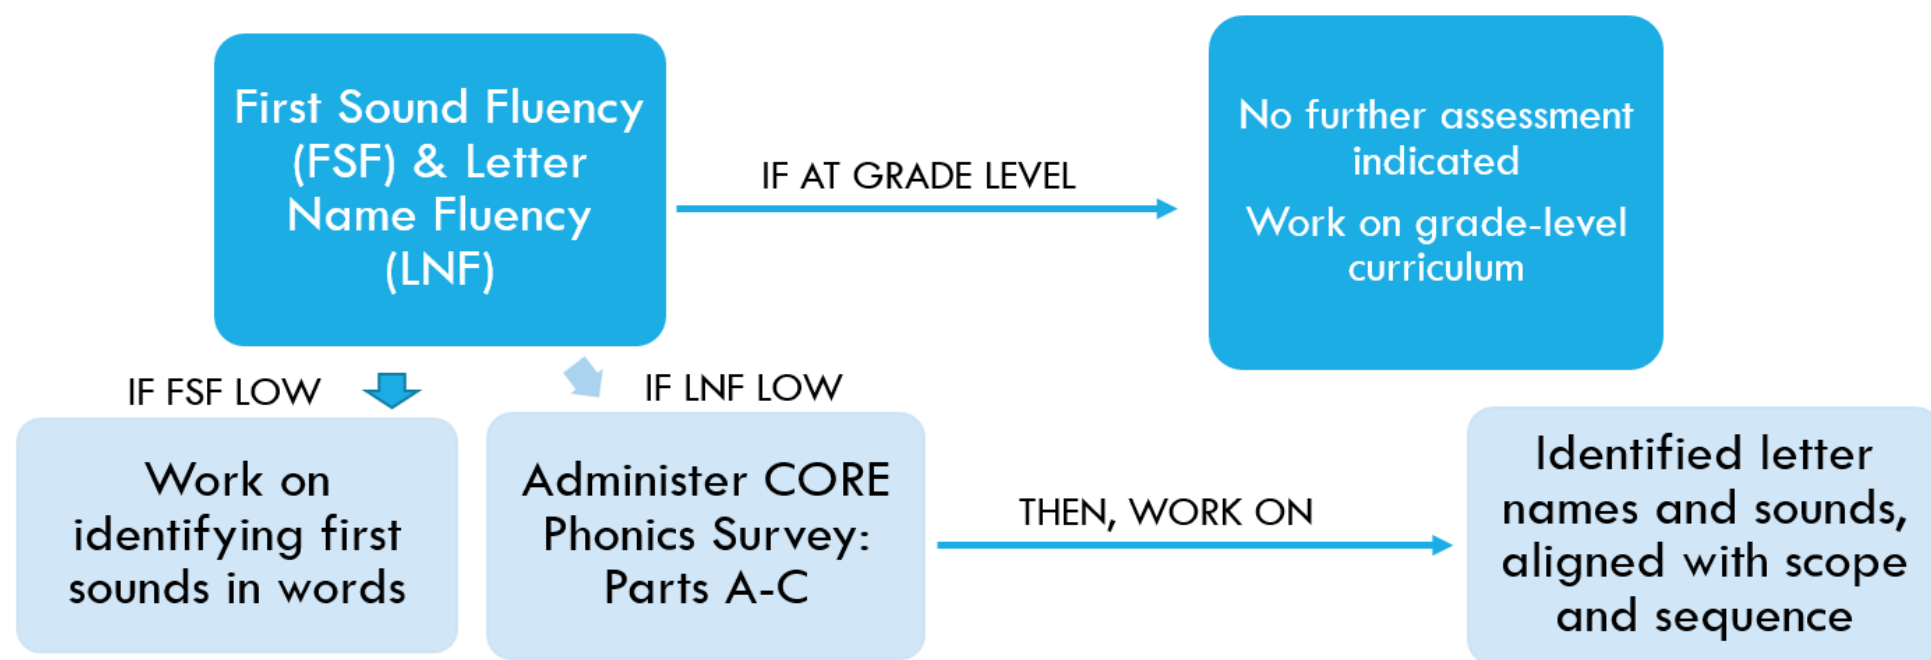 First Sound Fluency
(FSF) & Letter
Name Fluency
(LNF)
IF AT GRADE LEVEL
No further assessment
indicated
Work on grade-level
curriculum
IF FSF LOW
IF LNF LOW
Work on
identifying first
sounds in words
Administer CORE
Phonics Survey:
Parts A-C
THEN, WORK ON
Identified letter
names and sounds,
aligned with scope
and sequence